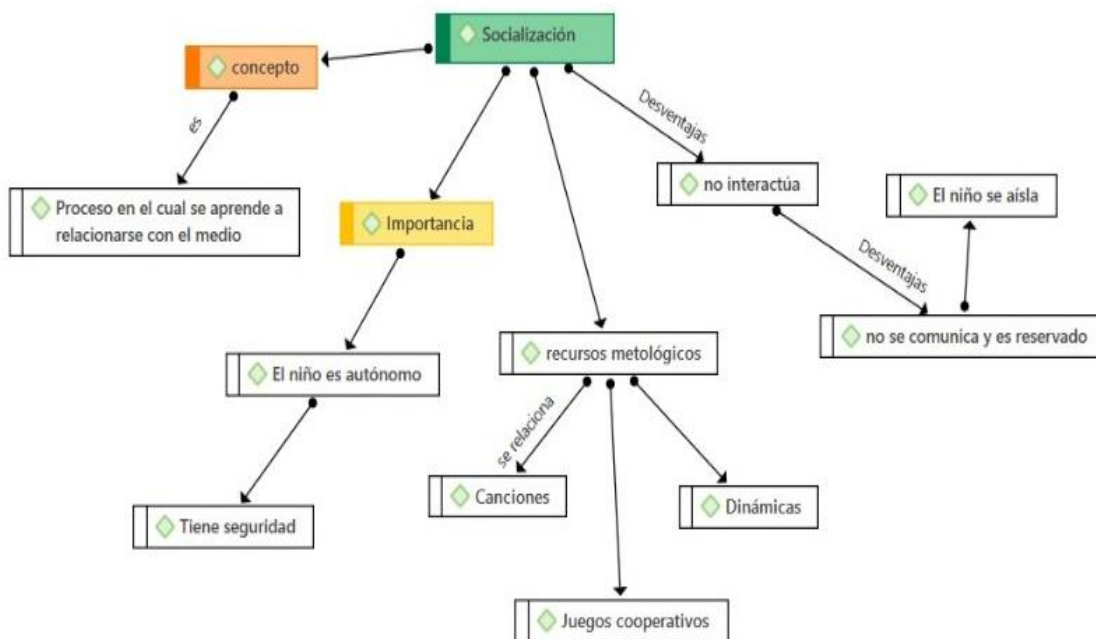 Socialización
concepto
Desventajas
es
no interactúa
El niño se aísla
Proceso en el cual se aprende a
relacionarse con el medio
Importancia
Desventajas
no se comunica y es reservado
recursos metológicos
El niño es autónomo
se relaciona
Canciones
Dinámicas
Tiene seguridad
Juegos cooperativos